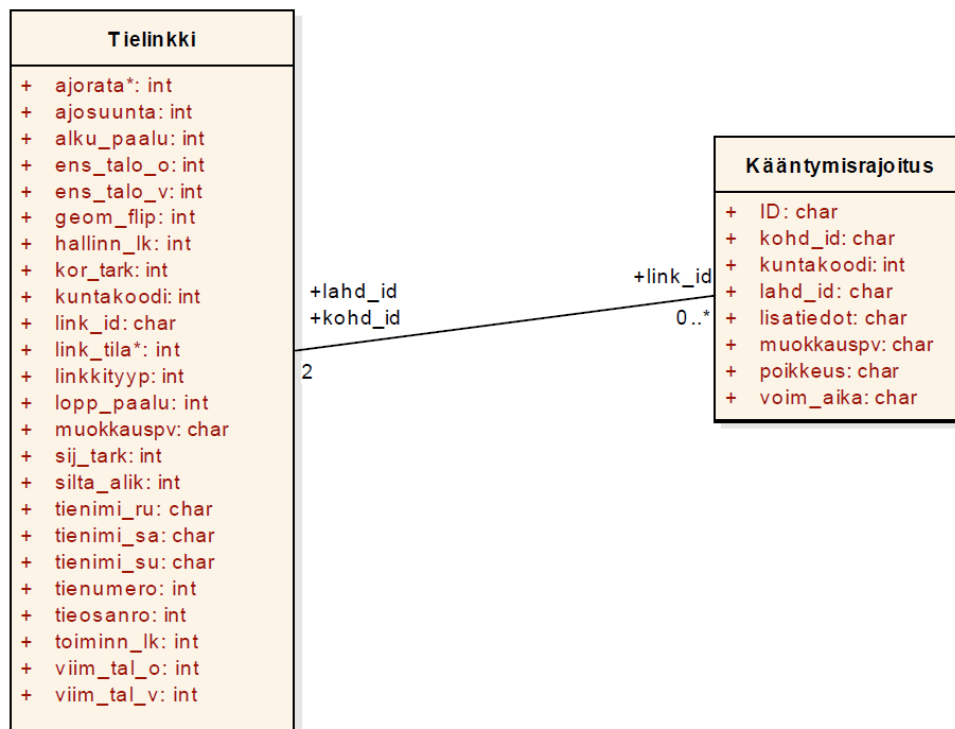 Tielinkki
+ ajorata*: int
+ ajosuunta: int
+ alku_paalu: int
+ ens_talo_o: int
+ ens_talo_v: int
+ geom_flip: int
+ hallinn_lk: int
+ kor_tark: int
+ kuntakoodi: int
+ link_id: char
+ link_tila*: int
+ linkkityyp: int
+ lopp_paalu: int
+ muokkauspv: char
+ sij_tark: int
+ silta_alik: int
+ tienimi_ru: char
+ tienimi_sa: char
+ tienimi_su: char
+ tienumero: int
+ tieosanro: int
+ toiminn_lk: int
+ viim_tal_o: int
+ viim_tal_v: int
+lahd_id
+kohd_id
2
+link_id
0..*
Kääntymisrajoitus
+ ID: char
+ kohd_id: char
+ kuntakoodi: int
+ lahd_id: char
+ lisatiedot: char
+ muokkauspv: char
+ poikkeus: char
+ voim_aika: char